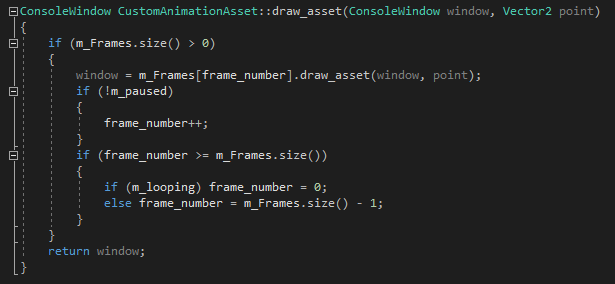 ConsoleWindow CustomAnimationAsset::draw_asset(ConsoleWindow window, Vector2 point)
{
if (m_Frames.size() > 0)
{
window = m_Frames[frame_number].draw_asset(window, point);
if (!m_paused)
{
frame_number++;
}
if (frame_number >= m_Frames.size())
{
if (m_looping) frame_number = 0;
else frame_number = m_Frames.size() - 1;
}
}
return window;
}